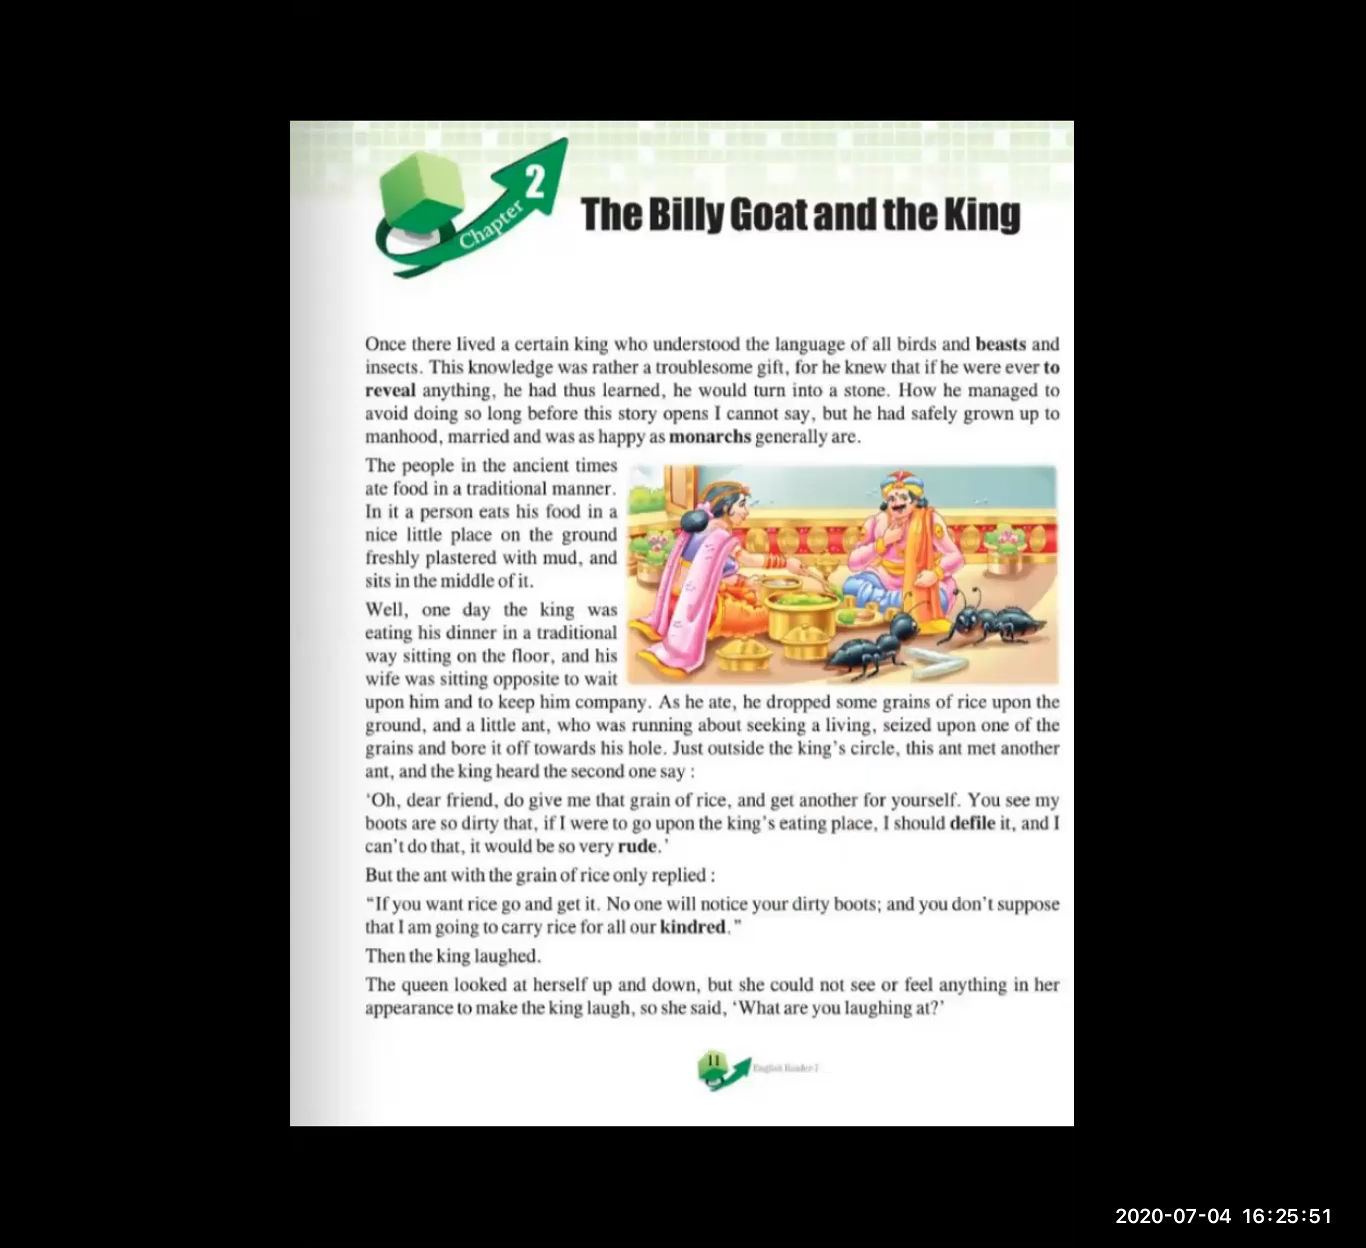 Chapter 2
The Billy Goat and the King
Once there lived a certain king who understood the language of all birds and beasts and
insects. This knowledge was rather a troublesome gift, for he knew that if he were ever to
reveal anything, he had thus learned, he would turn into a stone. How he managed to
avoid doing so long before this story opens I cannot say, but he had safely grown up to
manhood, married and was as happy as monarchs generally are.
The people in the ancient times
ate food in a traditional manner.
In it a person eats his food in a
nice little place on the ground
freshly plastered with mud, and
sits in the middle of it.
Well, one day the king was
eating his dinner in a traditional
way sitting on the floor, and his
wife was sitting opposite to wait
upon him and to keep him company. As he ate, he dropped some grains of rice upon the
ground, and a little ant, who was running about seeking a living, seized upon one of the
grains and bore it off towards his hole. Just outside the king's circle, this ant met another
ant, and the king heard the second one say :
'Oh, dear friend, do give me that grain of rice, and get another for yourself. You see my
boots are so dirty that, if I were to go upon the king's eating place, I should defile it, and I
can't do that, it would be so very rude.'
But the ant with the grain of rice only replied :
"If you want rice go and get it. No one will notice your dirty boots; and you don't suppose
that I am going to carry rice for all our kindred."
Then the king laughed.
The queen looked at herself up and down, but she could not see or feel anything in her
appearance to make the king laugh, so she said, 'What are you laughing at?'
11
English Reader-
2020-07-04 16:25:51